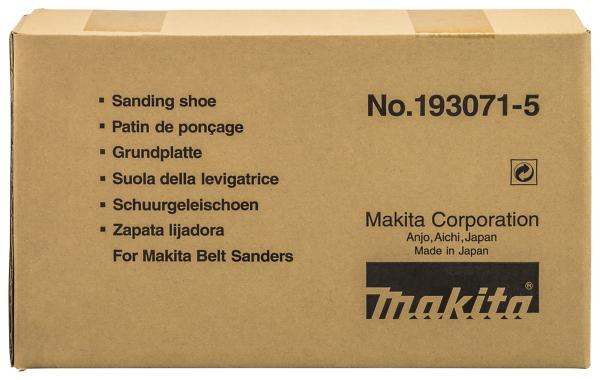 ▪ Sanding shoe
▪ Patin de ponçage
▪ Grundplatte
▪ Suola della levigatrice
▪ Schuurgeleischoen
▪ Zapata lijadora
For Makita Belt Sanders
No.193071-5
Makita Corporation
Anjo,Aichi,Japan
Made in Japan
makita®